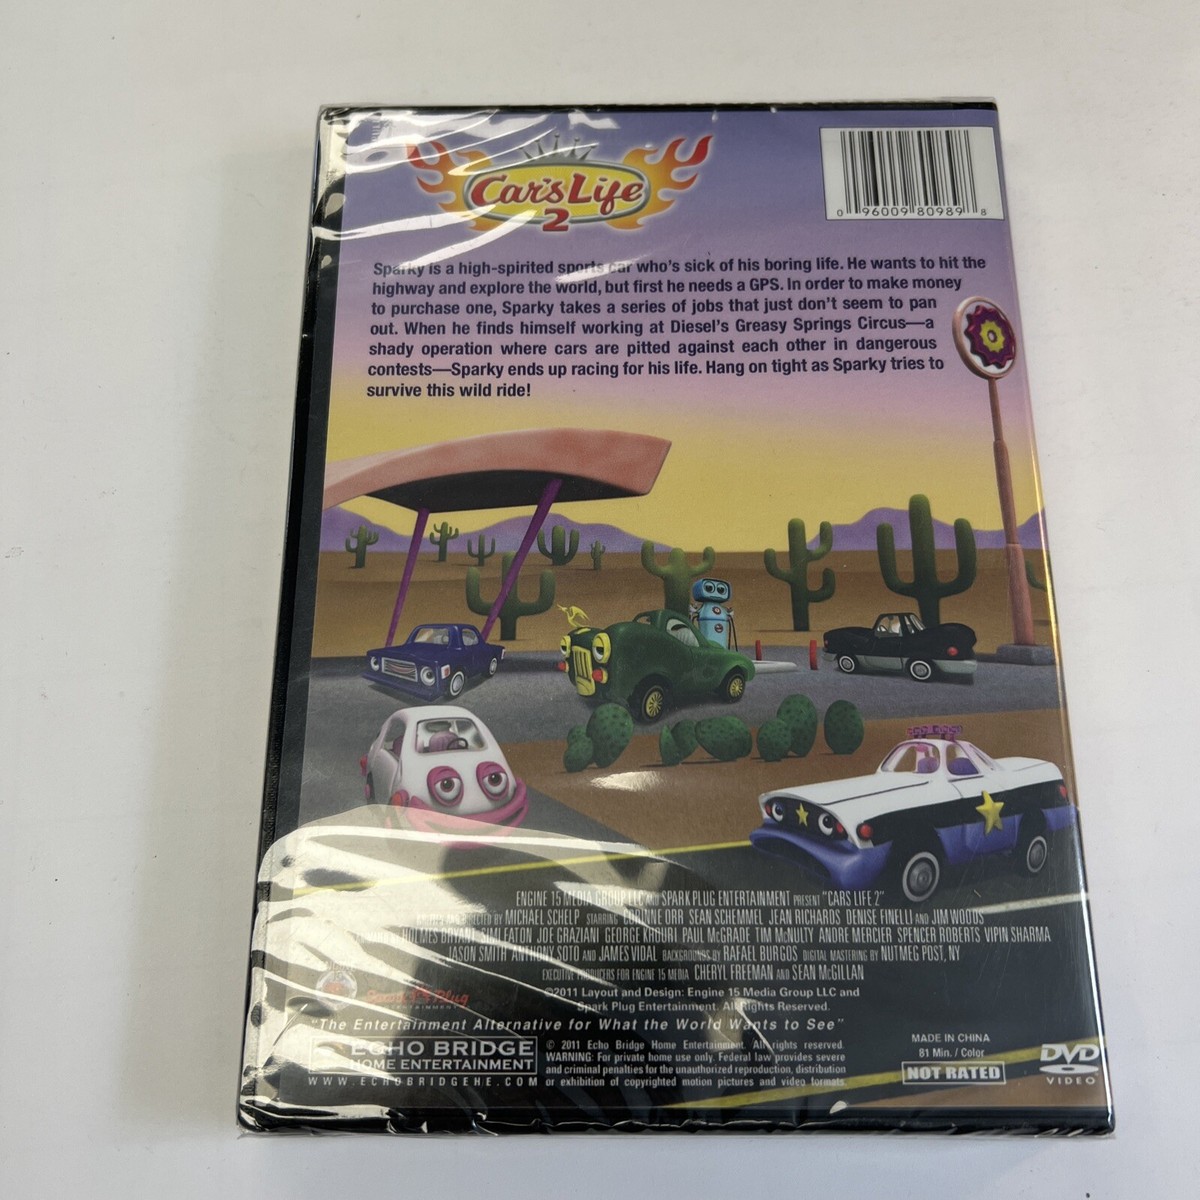 Car's Life
2
0 96009 80989 8
Sparky is a high-spirited sports car who's sick of his boring life. He wants to hit the
highway and explore the world, but first he needs a GPS. In order to make money
to purchase one, Sparky takes a series of jobs that just don't seem to pan
out. When he finds himself working at Diesel's Greasy Springs Circus—a
shady operation where cars are pitted against each other in dangerous
contests—Sparky ends up racing for his life. Hang on tight as Sparky tries to
survive this wild ride!
ENGINE 15 MEDIA GROUP LLC AND SPARK PLUG ENTERTAINMENT PRESENT "CARS LIFE 2"
DIRECTED BY MICHAEL SCHELP STARRING CORINNE ORR SEAN SCHEMMEL JEAN RICHARDS DENISE FINELLI AND JIM WOODS
HOLMES BRYANT SIM EATON JOE GRAZIANI GEORGE KHOURI PAUL McGRADE TIM McNULTY ANDRE MERCIER SPENCER ROBERTS VIPIN SHARMA
JASON SMITH ANTHONY SOTO AND JAMES VIDAL BACKGROUNDS BY RAFAEL BURGOS DIGITAL MASTERING BY NUTMEG POST, NY
EXECUTIVE PRODUCERS FOR ENGINE 15 MEDIA CHERYL FREEMAN AND SEAN McGILLAN
Spark Plug
ENTERTAINMENT
©2011 Layout and Design: Engine 15 Media Group LLC and
Spark Plug Entertainment. All Rights Reserved.
"The Entertainment Alternative for What the World Wants to See"
ECHO BRIDGE
HOME ENTERTAINMENT
WWW.ECHOBRIDGEHE.COM
© 2011 Echo Bridge Home Entertainment. All rights reserved.
WARNING: For private home use only. Federal law provides severe
and criminal penalties for the unauthorized reproduction, distribution
or exhibition of copyrighted motion pictures and video formats.
MADE IN CHINA
81 Min. / Color
NOT RATED
DVD
VIDEO